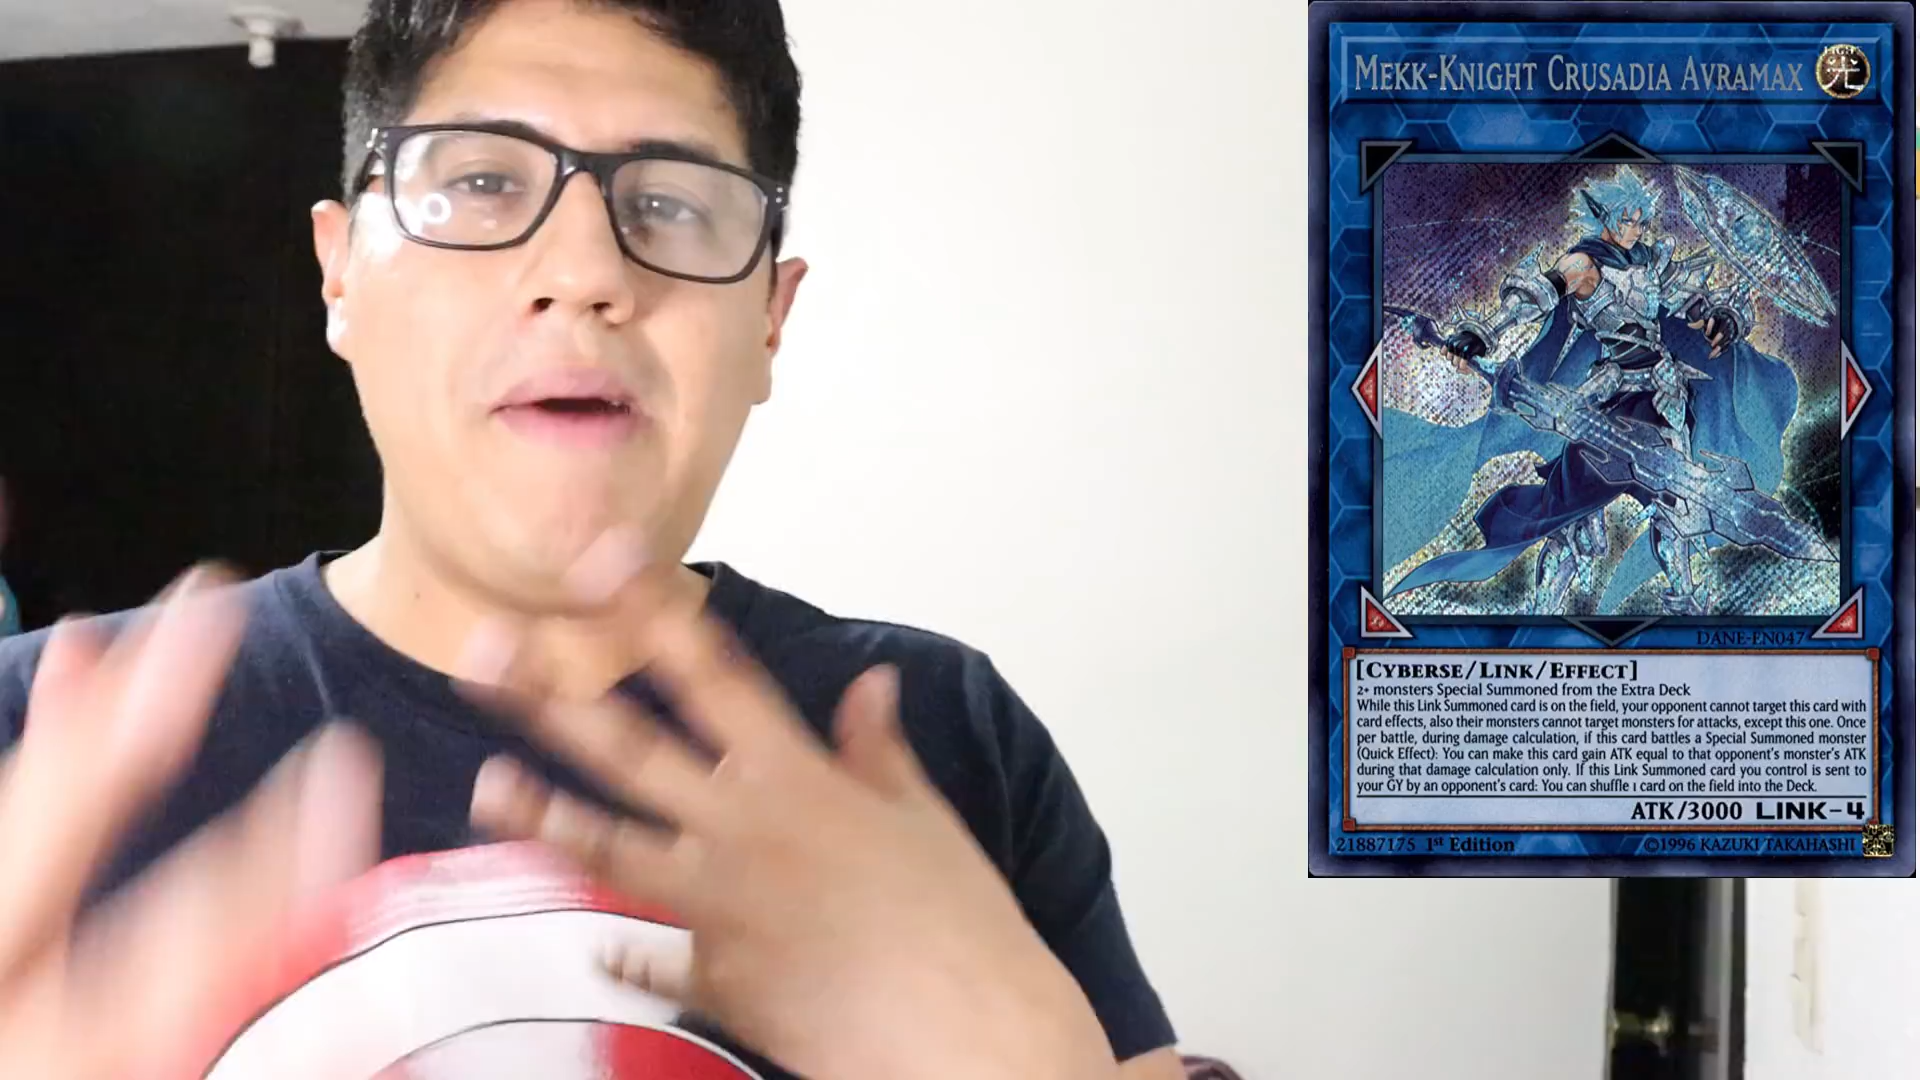 MEKK-KNIGHT CRUSADIA AVRAMAX
LIGHT
光
DANE-EN047
[CYBERSE/LINK/EFFECT]
2+ monsters Special Summoned from the Extra Deck
While this Link Summoned card is on the field, your opponent cannot target this card with
card effects, also their monsters cannot target monsters for attacks, except this one. Once
per battle, during damage calculation, if this card battles a Special Summoned monster
(Quick Effect): You can make this card gain ATK equal to that opponent's monster's ATK
during that damage calculation only. If this Link Summoned card you control is sent to
your GY by an opponent's card: You can shuffle 1 card on the field into the Deck.
ATK/3000 LINK-4
21887175 1st Edition ©1996 KAZUKI TAKAHASHI